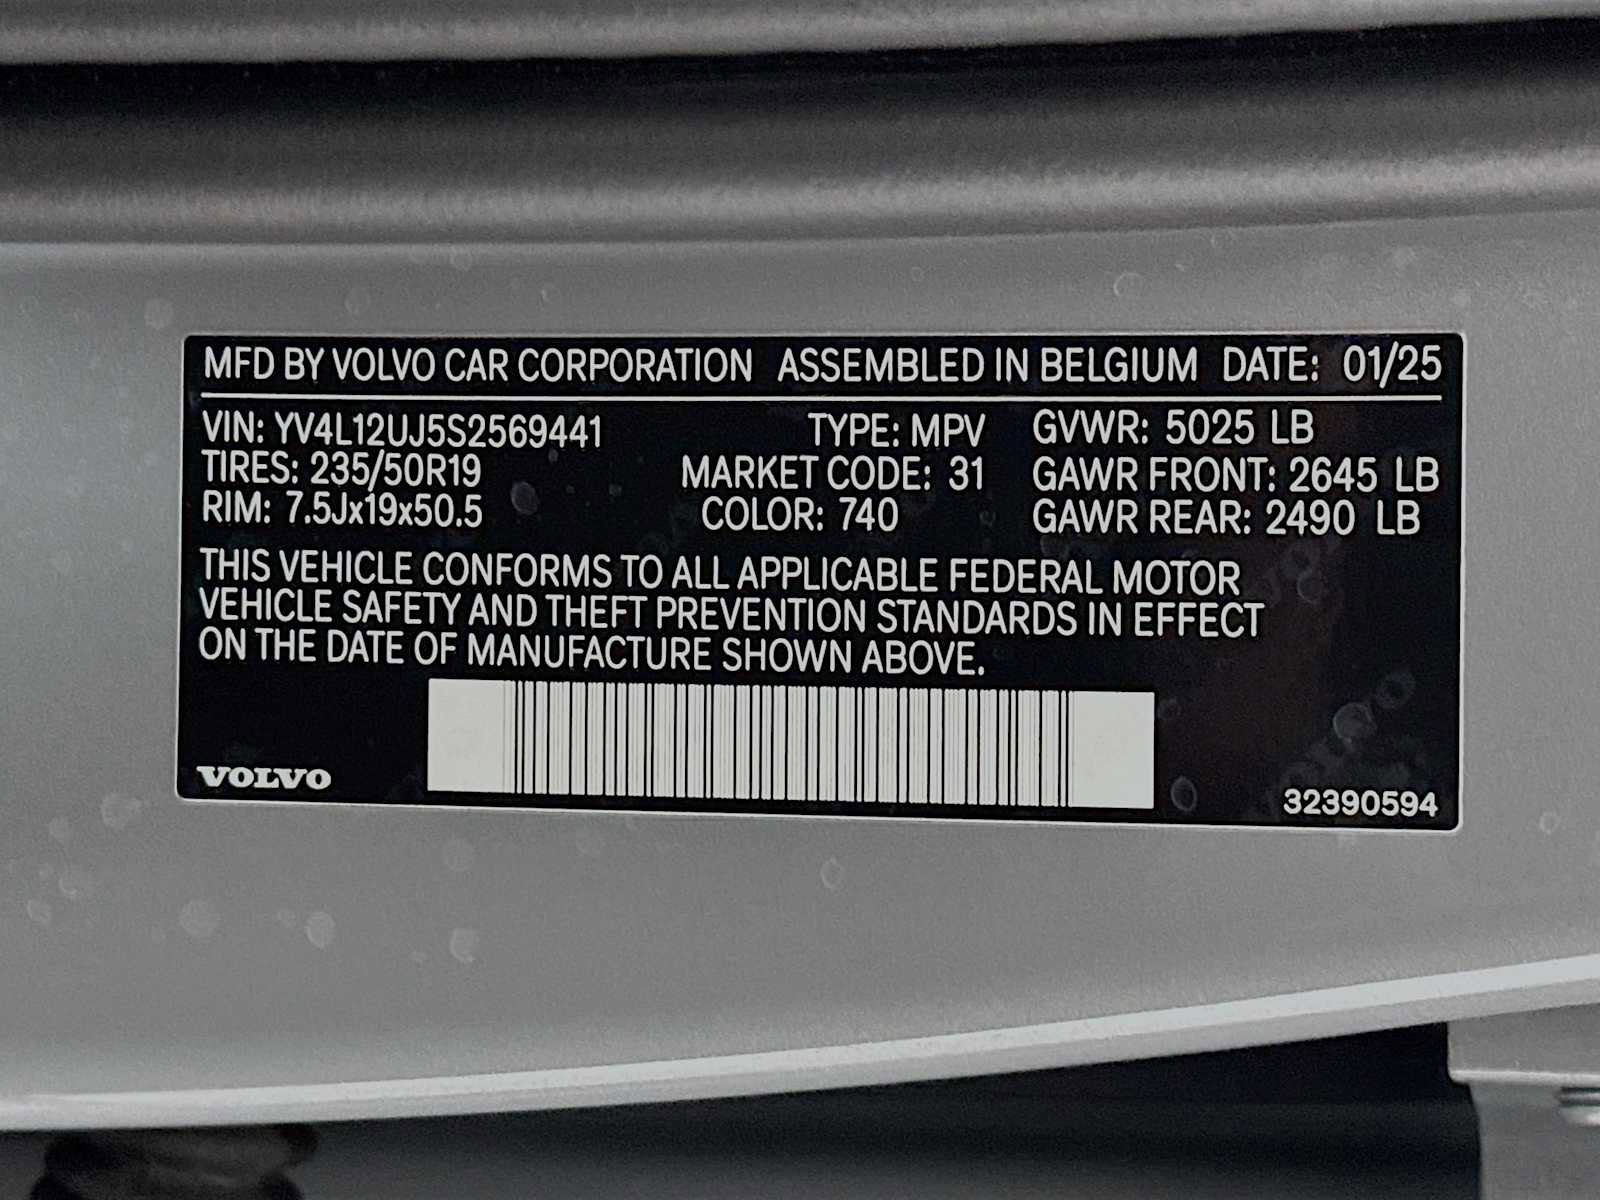 MFD BY VOLVO CAR CORPORATION ASSEMBLED IN BELGIUM DATE: 01/25
VIN: YV4L12UJ5S2569441 TYPE: MPV GVWR: 5025 LB
TIRES: 235/50R19 MARKET CODE: 31 GAWR FRONT: 2645 LB
RIM: 7.5Jx19x50.5 COLOR: 740 GAWR REAR: 2490 LB
THIS VEHICLE CONFORMS TO ALL APPLICABLE FEDERAL MOTOR
VEHICLE SAFETY AND THEFT PREVENTION STANDARDS IN EFFECT
ON THE DATE OF MANUFACTURE SHOWN ABOVE.
VOLVO 32390594